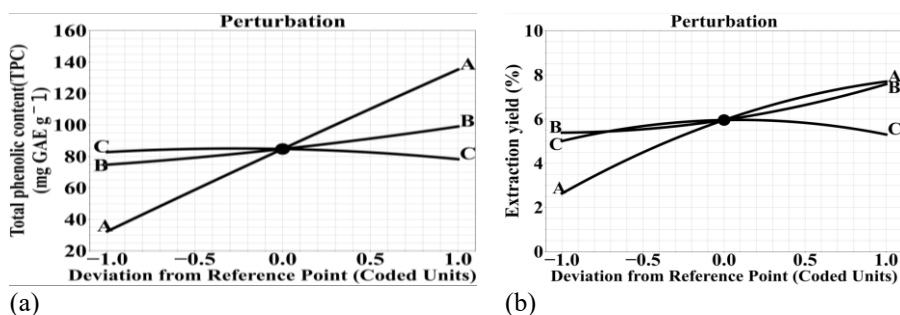 Perturbation
Total phenolic content(TPC)
(mg GAE g – 1)
160
140
120
100
80
60
40
20
A
B
C
C
B
A
−1.0
−0.5
0.0
0.5
1.0
Deviation from Reference Point (Coded Units)
(a)
Perturbation
Extraction yield (%)
10
8
6
4
2
0
A
B
B
C
C
A
−1.0
−0.5
0.0
0.5
1.0
Deviation from Reference Point (Coded Units)
(b)